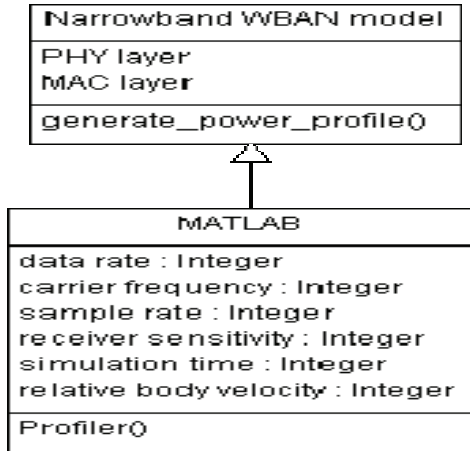 Narrowband WBAN model
PHY layer
MAC layer
generate_power_profile()
MATLAB
data rate : Integer
carrier frequency : Integer
sample rate : Integer
receiver sensitivity : Integer
simulation time : Integer
relative body velocity : Integer
Profiler()